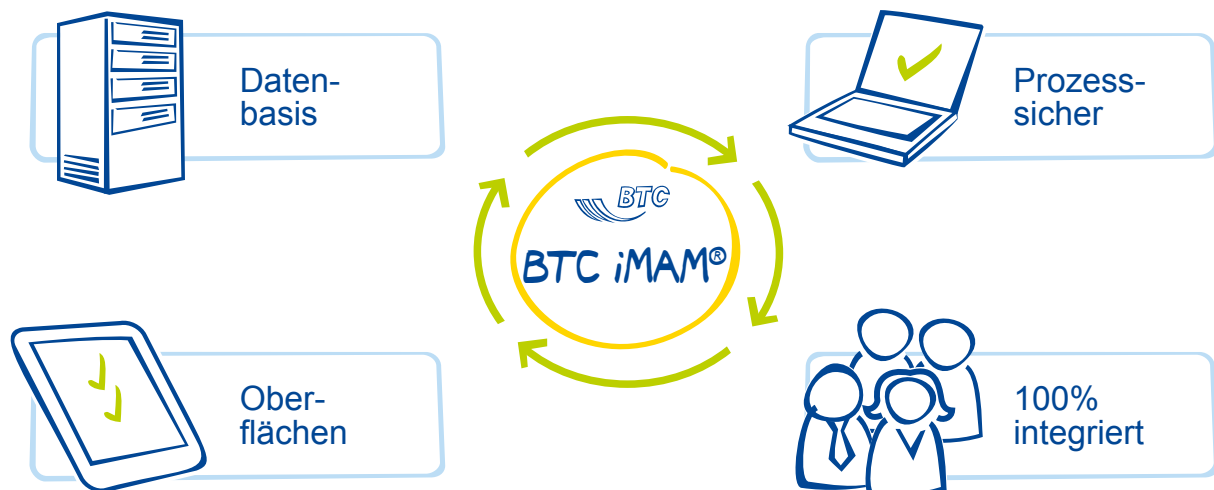 Daten-
basis
Prozess-
sicher
BTC
BTC iMAM®
Ober-
flächen
100%
integriert